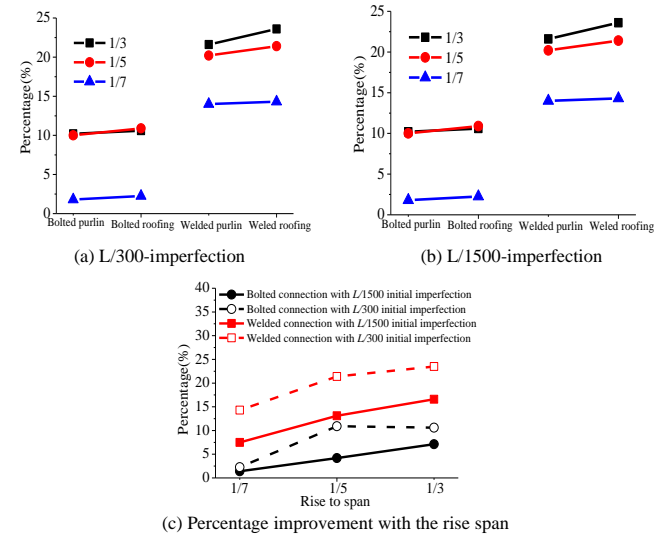 25
20
15
10
5
0
Percentage(%)
1/3
1/5
1/7
Bolted purlin
Bolted roofing
Welded purlin
Weled roofing
(a) L/300-imperfection
25
20
15
10
5
0
Percentage(%)
1/3
1/5
1/7
Bolted purlin
Bolted roofing
Welded purlin
Weled roofing
(b) L/1500-imperfection
40
35
30
25
20
15
10
5
0
Percentage(%)
Bolted connection with L/1500 initial imperfection
Bolted connection with L/300 initial imperfection
Welded connection with L/1500 initial imperfection
Welded connection with L/300 initial imperfection
1/7
1/5
1/3
Rise to span
(c) Percentage improvement with the rise span